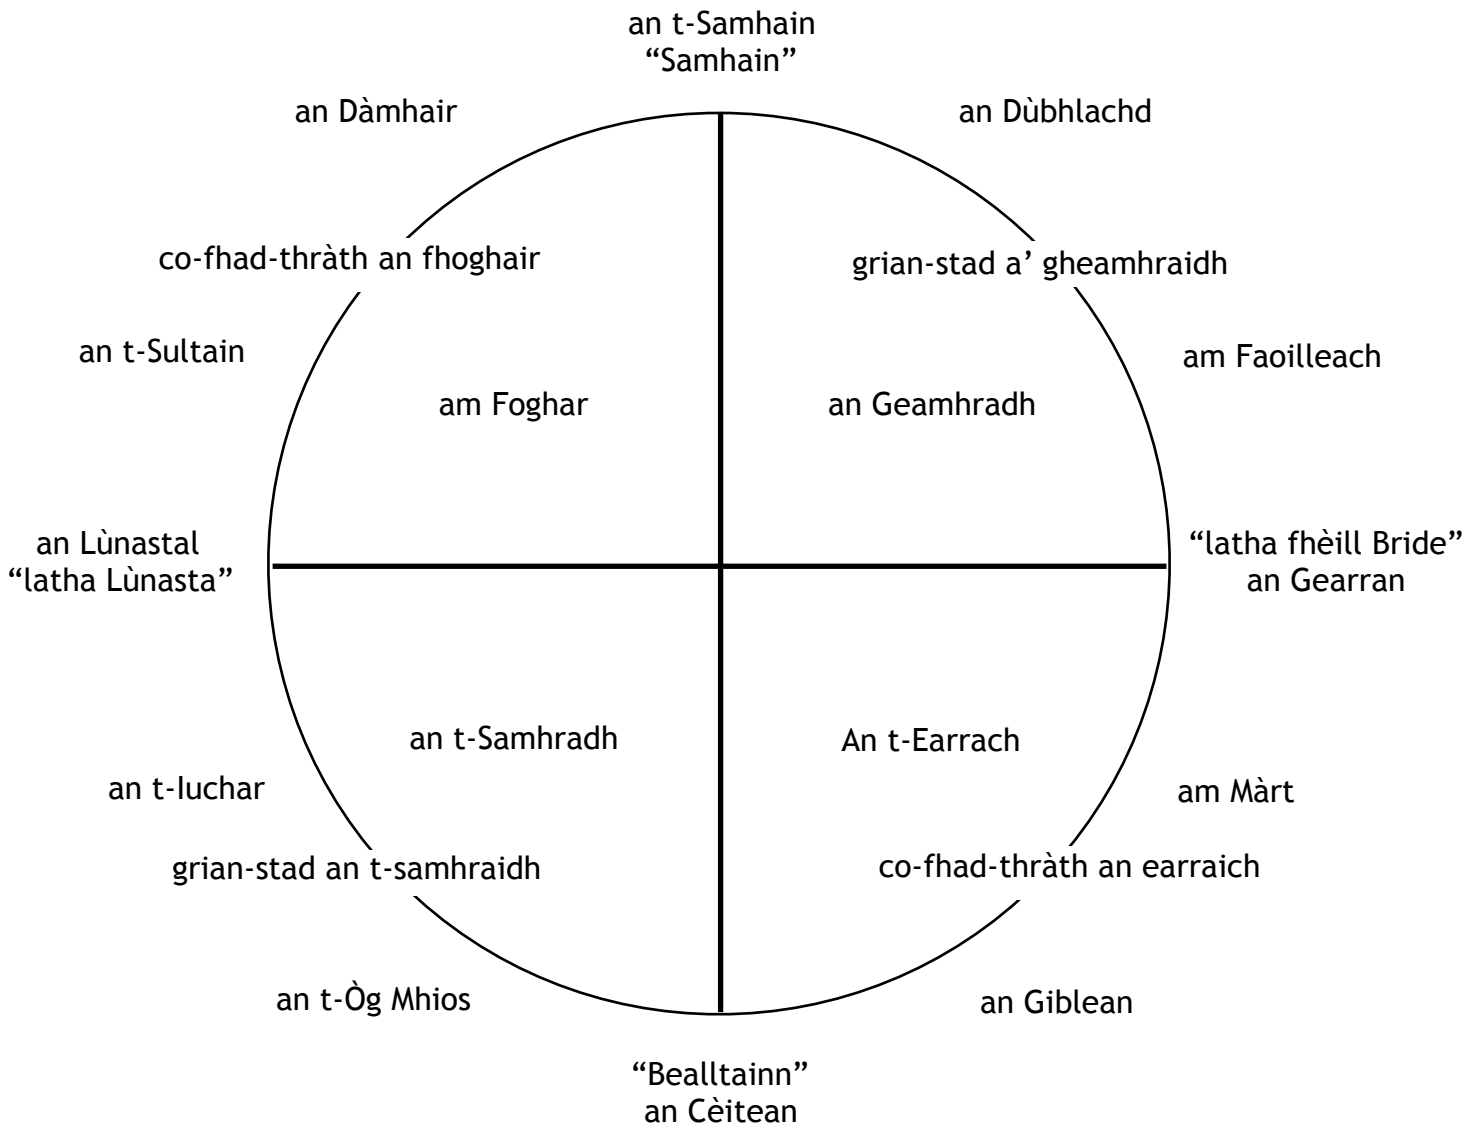 an t-Samhain
“Samhain”
an Dàmhair
an Dùbhlachd
co-fhad-thràth an fhoghair
grian-stad a’ gheamhraidh
an t-Sultain
am Faoilleach
am Foghar
an Geamhradh
an Lùnastal
“latha Lùnasta”
“latha fhèill Bride”
an Gearran
an t-Samhradh
An t-Earrach
an t-Iuchar
am Màrt
grian-stad an t-samhraidh
co-fhad-thràth an earraich
an t-Òg Mhios
an Giblean
“Bealltainn”
an Cèitean